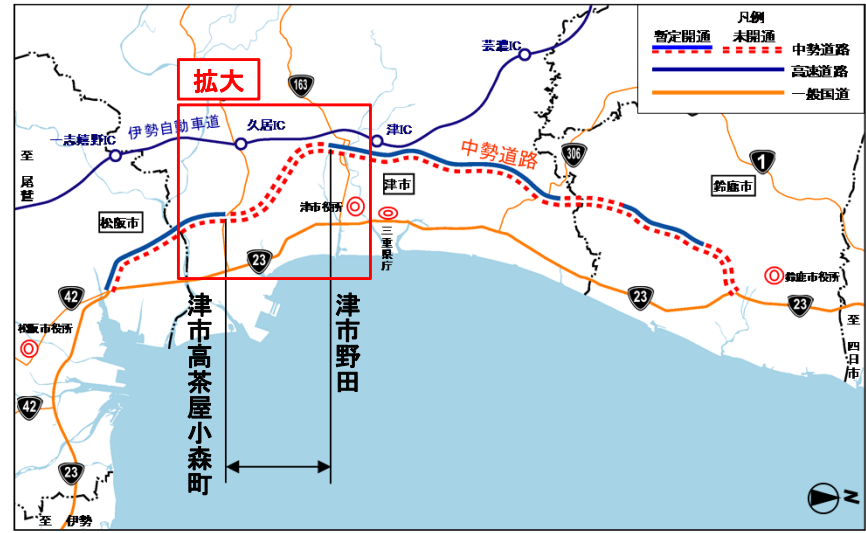 凡例
暫定開通
未開通
中勢道路
高速道路
一般国道
拡大
163
芸濃IC
伊勢自動車道
久居IC
津IC
一志嬉野IC
至 尾鷲
中勢道路
306
1
松阪市
津市
鈴鹿市
津市役所
三重県庁
23
42
鈴鹿市役所
23
23
松阪市役所
津市高茶屋小森町
津市野田
至 四日市
42
23
至 伊勢
N